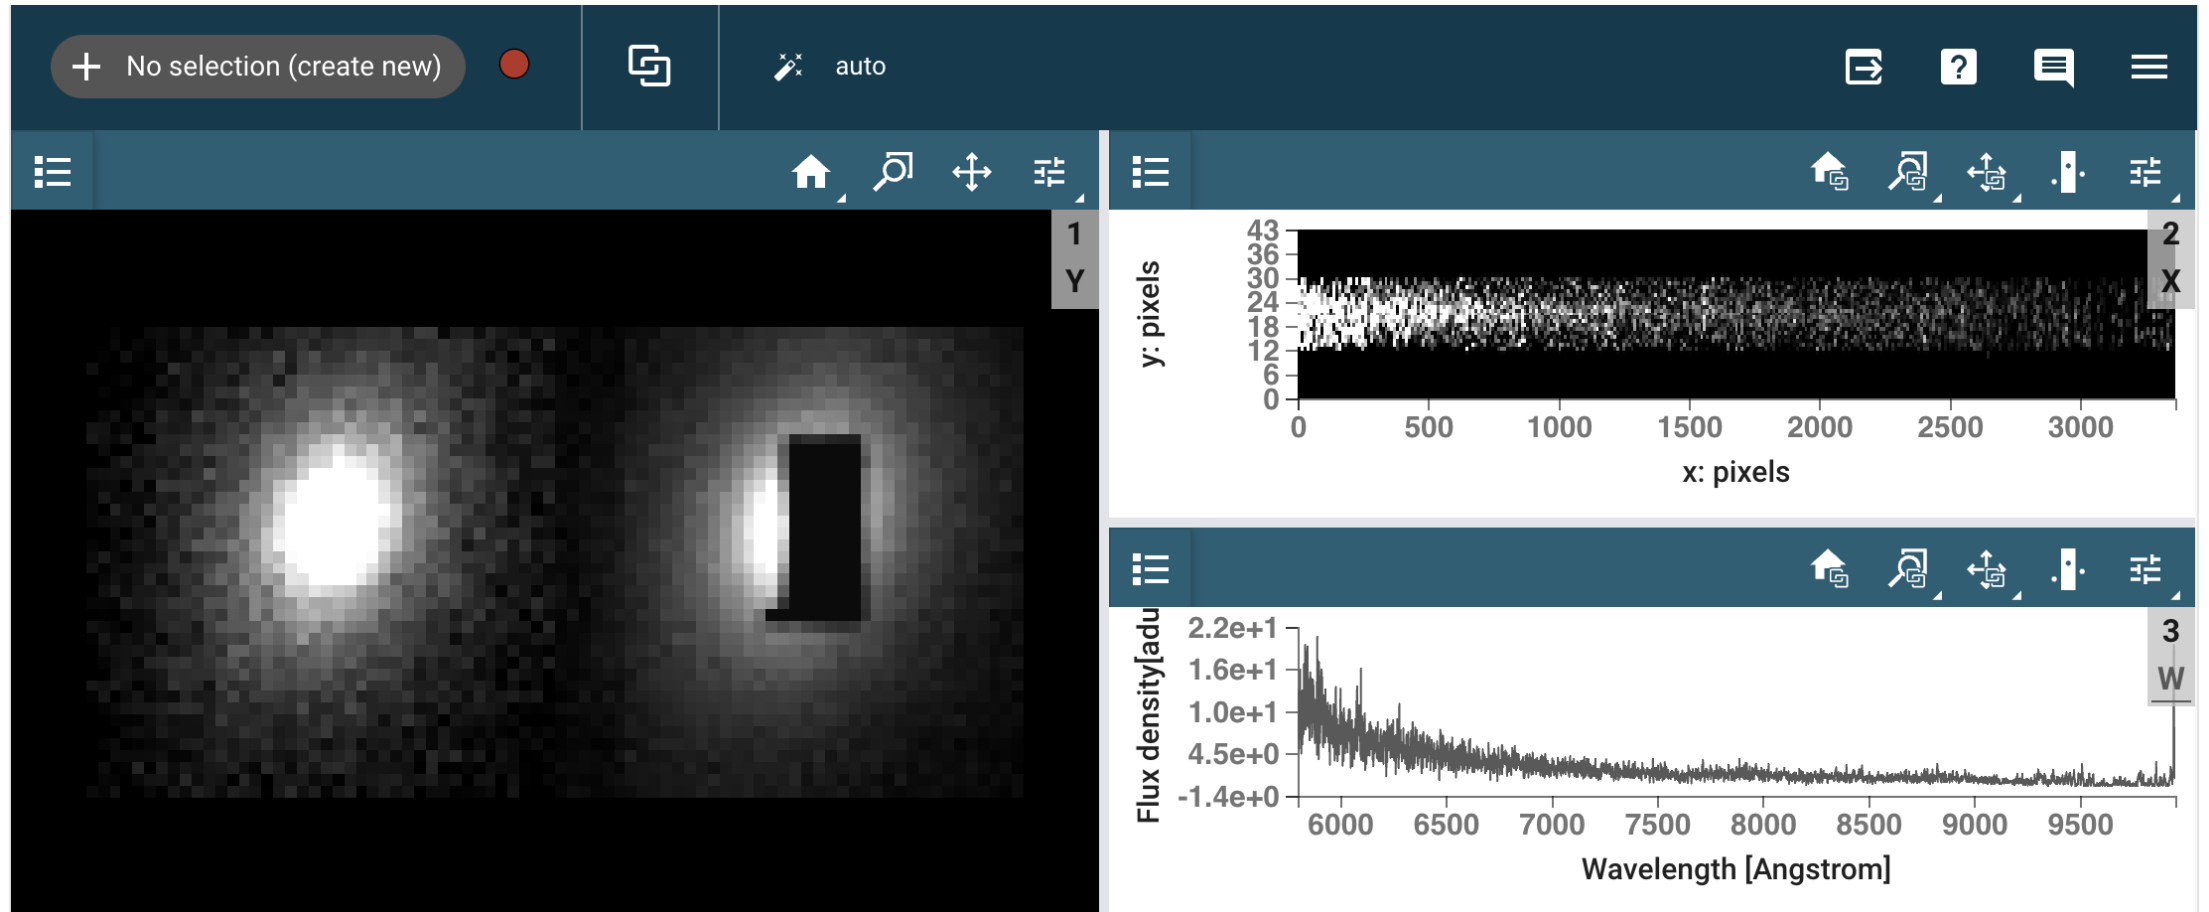 No selection (create new)
auto
?
1
Y
2
X
43
36
30
24
18
12
6
0
y: pixels
0 500 1000 1500 2000 2500 3000
x: pixels
3
W
2.2e+1
1.6e+1
1.0e+1
4.5e+0
-1.4e+0
Flux density[adu
6000 6500 7000 7500 8000 8500 9000 9500
Wavelength [Angstrom]